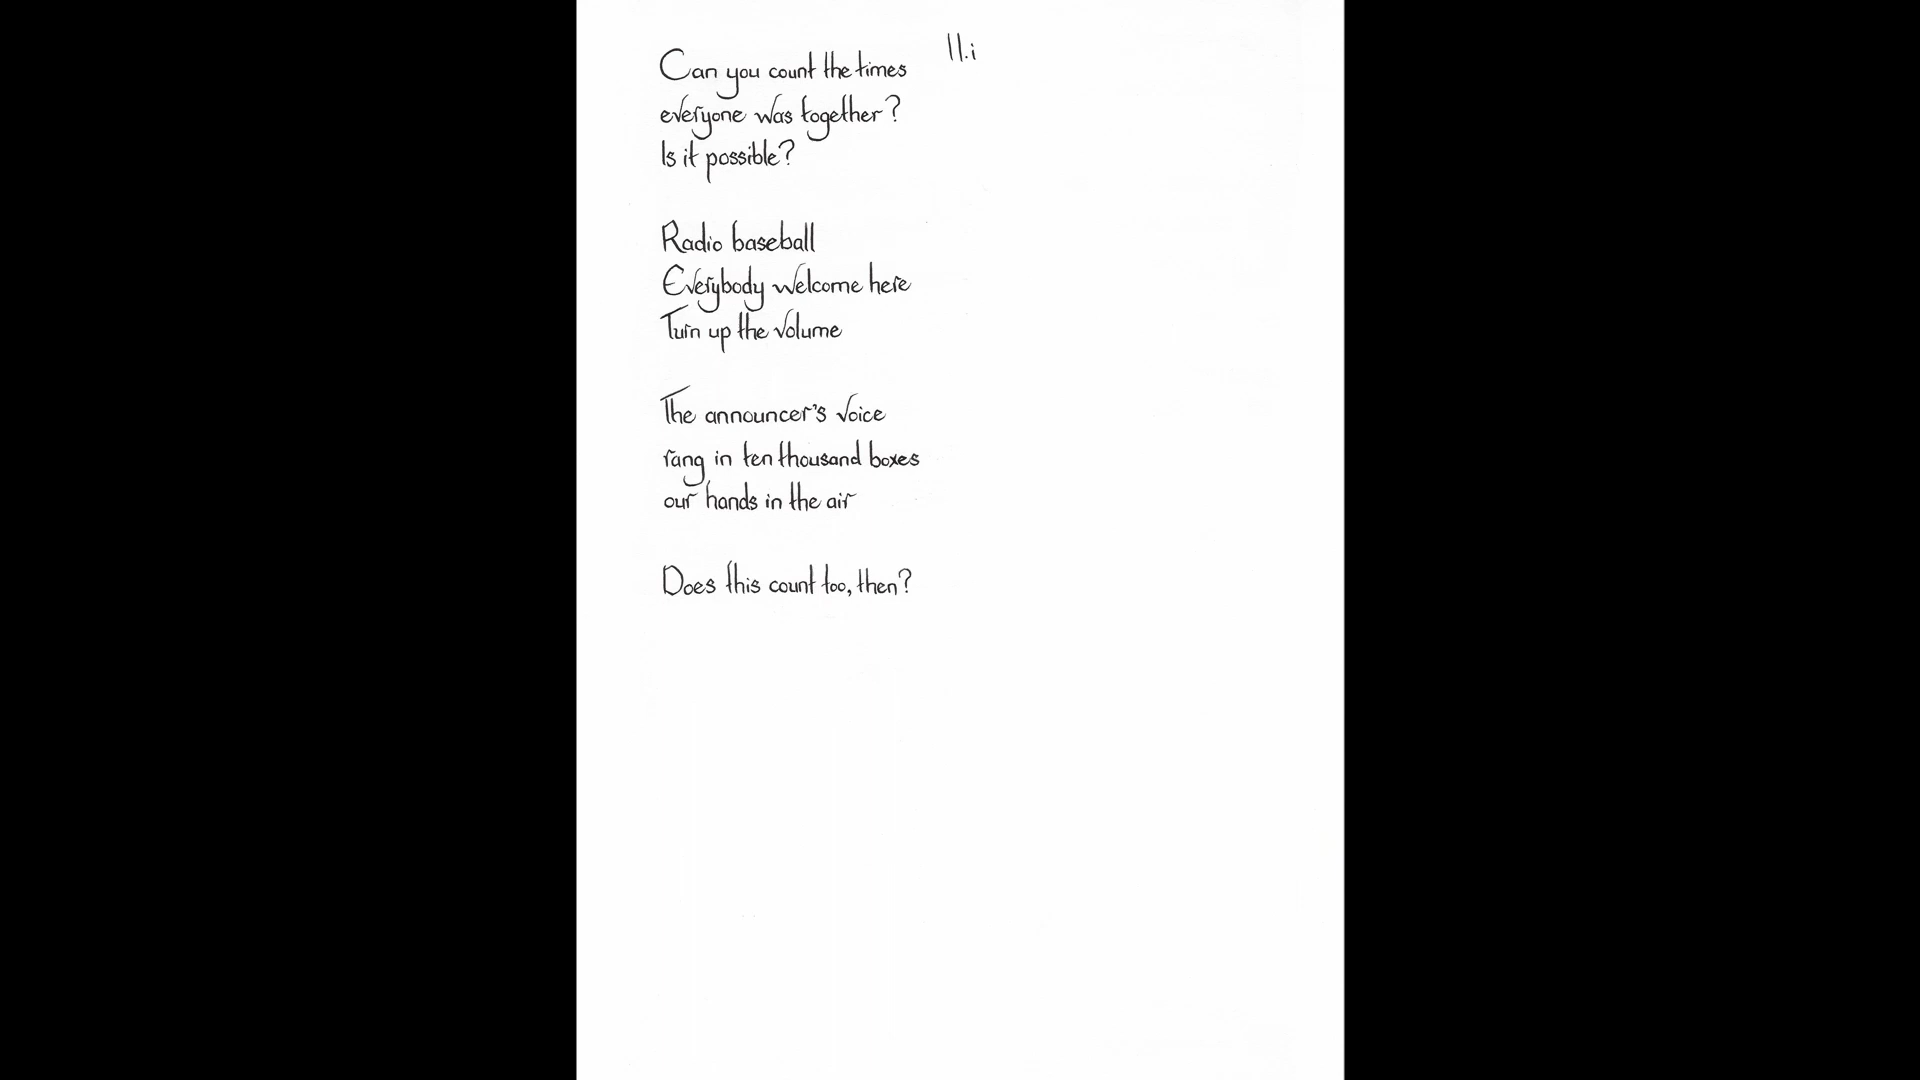 11.i
Can you count the times
everyone was together?
Is it possible?
Radio baseball
Everybody welcome here
Turn up the volume
The announcer's voice
rang in ten thousand boxes
our hands in the air
Does this count too, then?